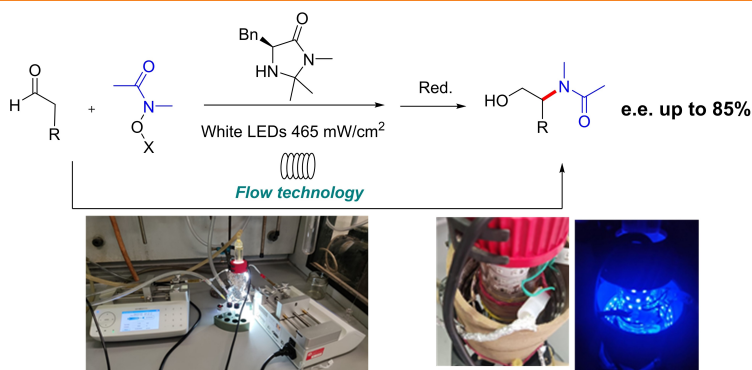 Bn
O
N
HN
O
H
R
+
O
N
O
X
White LEDs 465 mW/cm²
Flow technology
Red.
HO
N
R
O
e.e. up to 85%